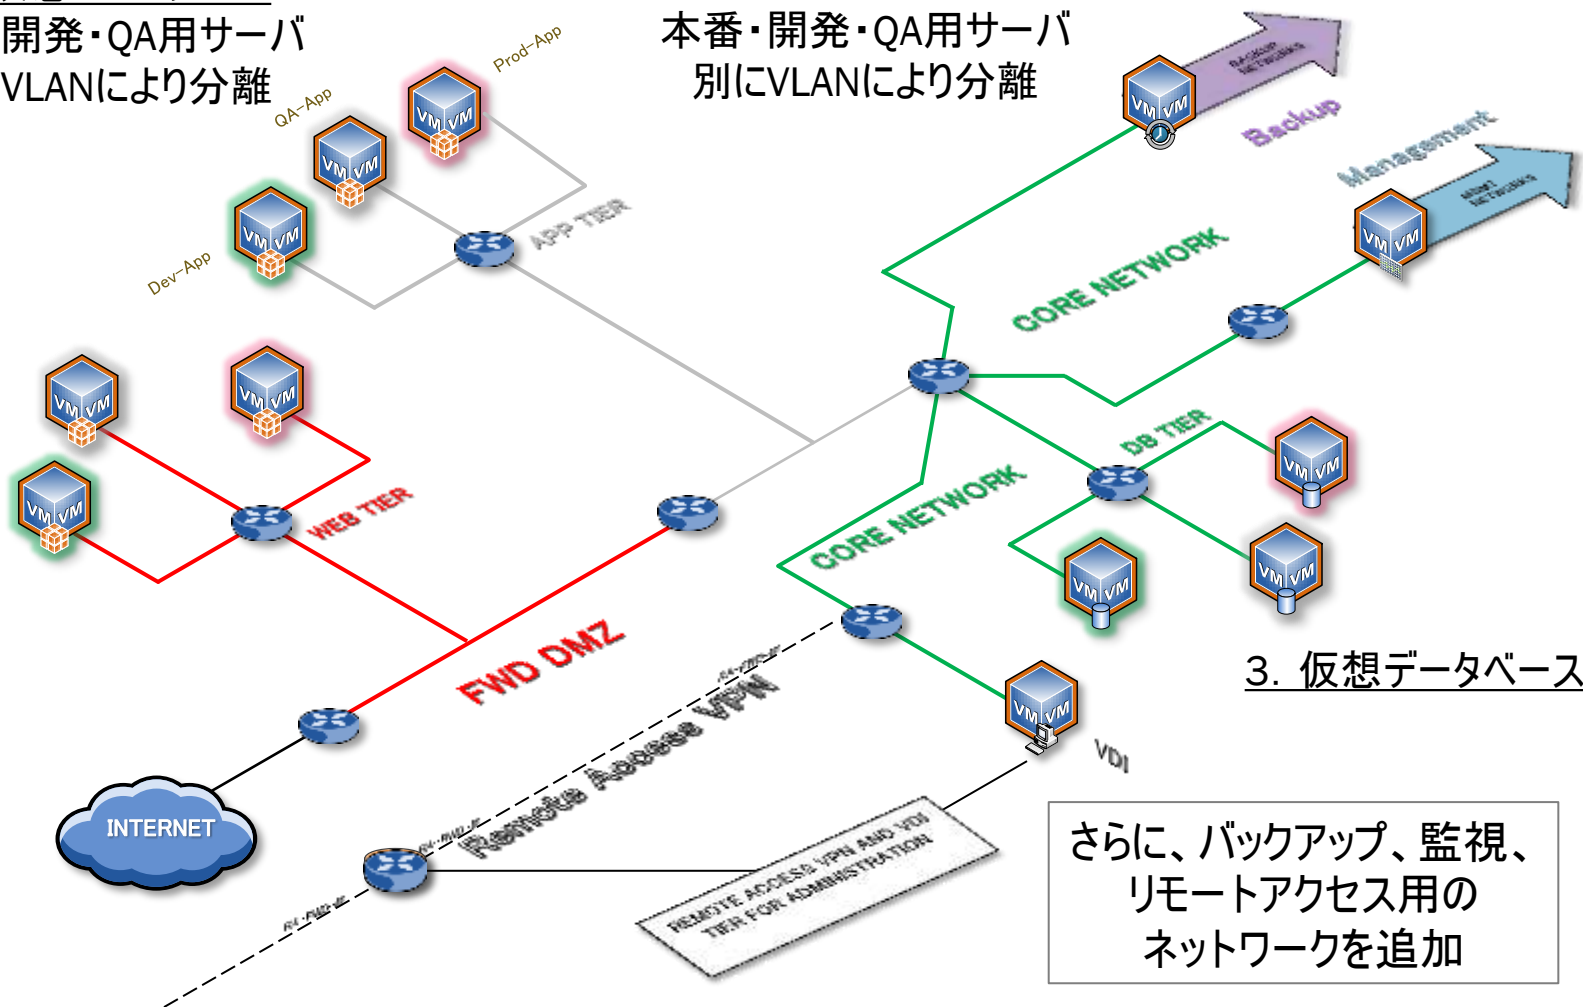 開発・QA用サーバ
VLANにより分離
本番・開発・QA用サーバ
別にVLANにより分離
Prod-App
QA-App
Dev-App
APP TIER
BACKUP
NETWORKS
Backup
Management
MGMT
NETWORKS
CORE NETWORK
DB TIER
WEB TIER
CORE NETWORK
FWD DMZ
3. 仮想データベース
Remote Access VPN
VDI
INTERNET
REMOTE ACCESS VPN AND VDI
TIER FOR ADMINISTRATION
さらに、バックアップ、監視、
リモートアクセス用の
ネットワークを追加